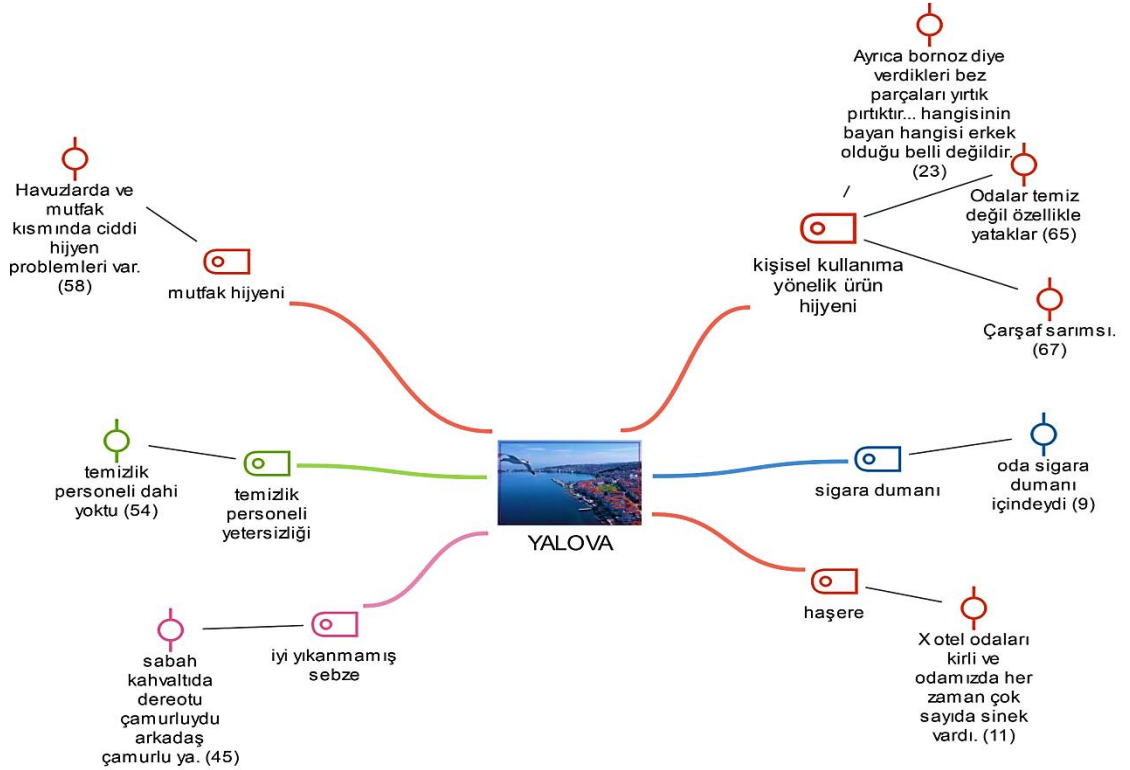 Ayrıca bornoz diye
verdikleri bez
parçaları yırtık
pırtıktır... hangisinin
bayan hangisi erkek
olduğu belli değildir.
(23)
Odalar temiz
değil özellikle
yataklar (65)
kişisel kullanıma
yönelik ürün
hijyeni
Çarşaf sarımsı.
(67)
Havuzlarda ve
mutfak
kısmında ciddi
hijyen
problemleri var.
(58)
mutfak hijyeni
temizlik
personeli dahi
yoktu (54)
temizlik
personeli
yetersizliği
YALOVA
sigara dumanı
oda sigara
dumanı
içindeydi (9)
haşere
X otel odaları
kirli ve
odamızda her
zaman çok
sayıda sinek
vardı. (11)
iyi yıkanmamış
sebze
sabah
kahvaltıda
dereotu
çamurluydu
arkadaş
çamurlu ya. (45)